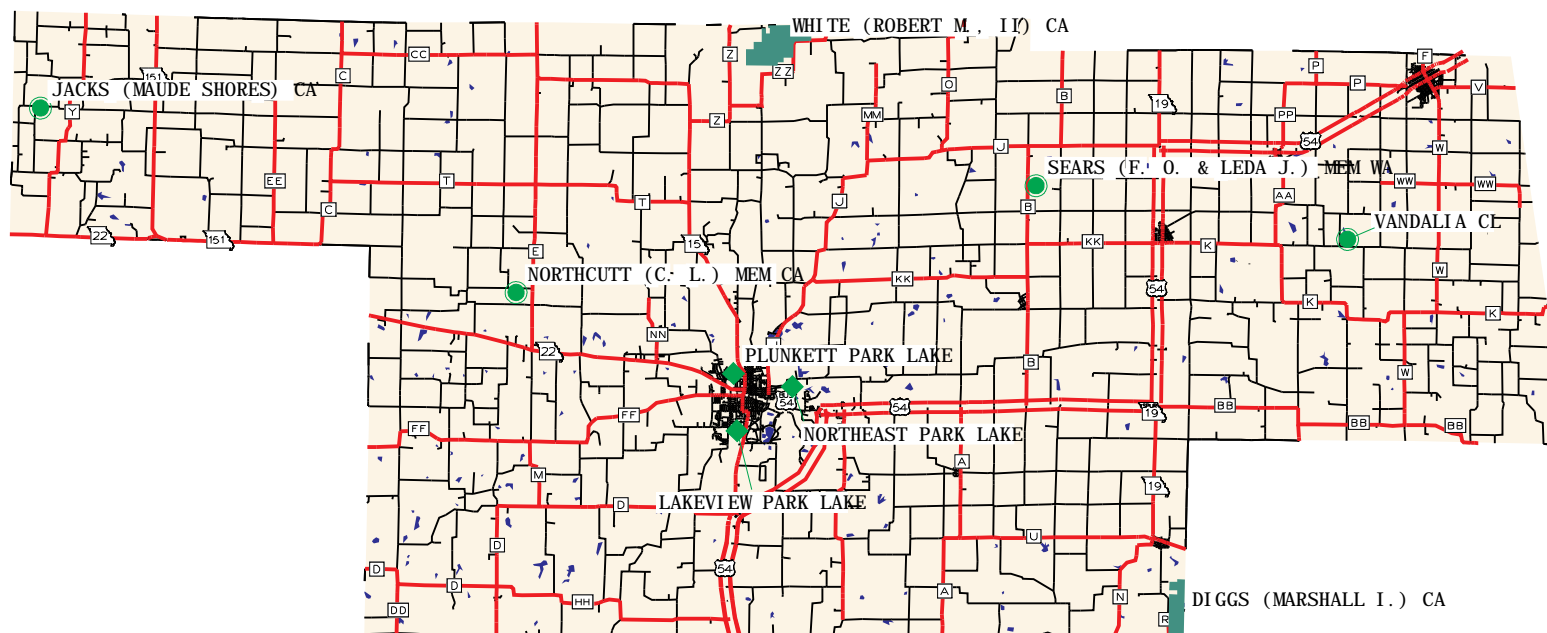 WHITE (ROBERT M., II) CA
CC
Z
F
C
151
ZZ
P
P
JACKS (MAUDE SHORES) CA
O
V
B
19
Y
MM
PP
Z
54
J
W
SEARS (F. O. & LEDA J.) MEM WA
EE
T
WW
WW
AA
T
J
C
B
VANDALIA CL
22
151
15
KK
K
E
NORTHCUTT (C. L.) MEM CA
KK
W
54
K
K
NN
J
22
PLUNKETT PARK LAKE
B
W
BUS
54
54
FF
19
BB
FF
BB
BB
NORTHEAST PARK LAKE
A
M
19
LAKEVIEW PARK LAKE
D
U
D
54
D
D
A
N
HH
DIGGS (MARSHALL I.) CA
DD
R